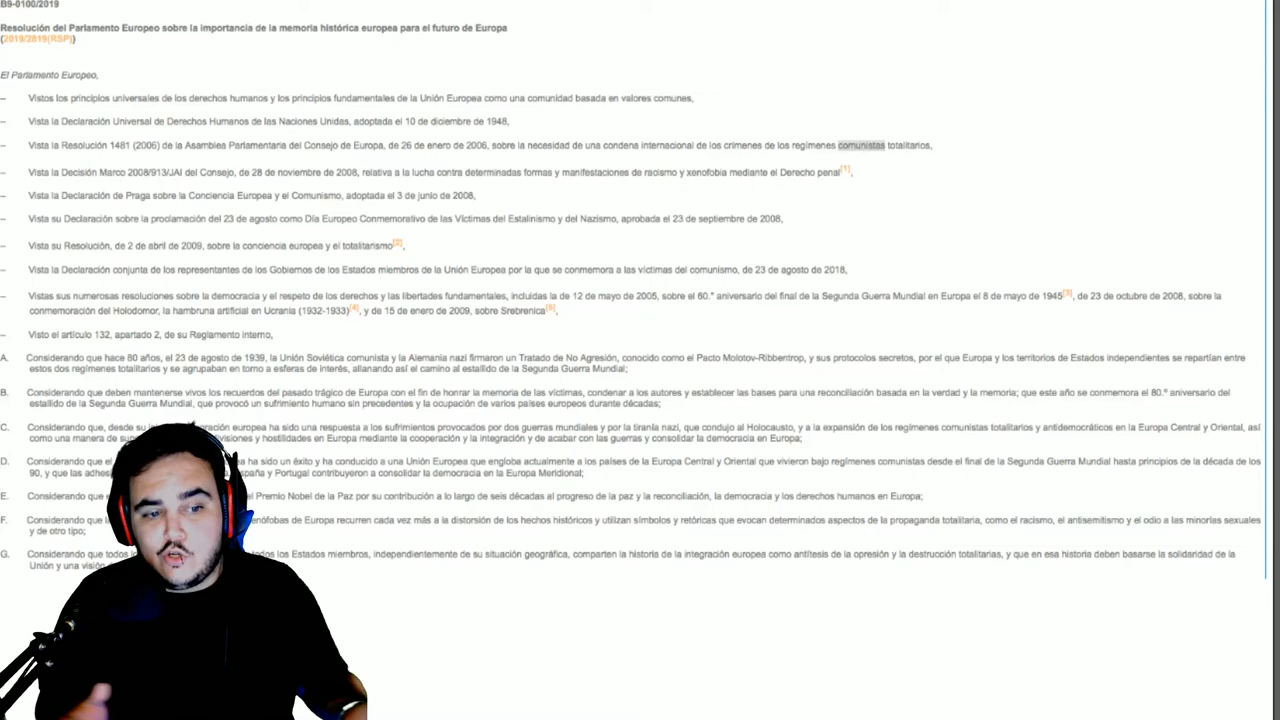 B9-0100/2019
Resolución del Parlamento Europeo sobre la importancia de la memoria histórica europea para el futuro de Europa
(2019/2819(RSP))
El Parlamento Europeo,
– Vistos los principios universales de los derechos humanos y los principios fundamentales de la Unión Europea como una comunidad basada en valores comunes,
– Vista la Declaración Universal de Derechos Humanos de las Naciones Unidas, adoptada el 10 de diciembre de 1948,
– Vista la Resolución 1481 (2006) de la Asamblea Parlamentaria del Consejo de Europa, de 26 de enero de 2006, sobre la necesidad de una condena internacional de los crímenes de los regímenes comunistas totalitarios,
– Vista la Decisión Marco 2008/913/JAI del Consejo, de 28 de noviembre de 2008, relativa a la lucha contra determinadas formas y manifestaciones de racismo y xenofobia mediante el Derecho penal[1],
– Vista la Declaración de Praga sobre la Conciencia Europea y el Comunismo, adoptada el 3 de junio de 2008,
– Vista su Declaración sobre la proclamación del 23 de agosto como Día Europeo Conmemorativo de las Víctimas del Estalinismo y del Nazismo, aprobada el 23 de septiembre de 2008,
– Vista su Resolución, de 2 de abril de 2009, sobre la conciencia europea y el totalitarismo[2],
– Vista la Declaración conjunta de los representantes de los Gobiernos de los Estados miembros de la Unión Europea por la que se conmemora a las víctimas del comunismo, de 23 de agosto de 2018,
– Vistas sus numerosas resoluciones sobre la democracia y el respeto de los derechos y las libertades fundamentales, incluidas la de 12 de mayo de 2005, sobre el 60.º aniversario del final de la Segunda Guerra Mundial en Europa el 8 de mayo de 1945[3], de 23 de octubre de 2008, sobre la
conmemoración del Holodomor, la hambruna artificial en Ucrania (1932-1933)[4], y de 15 de enero de 2009, sobre Srebrenica[5],
– Visto el artículo 132, apartado 2, de su Reglamento interno,
A. Considerando que hace 80 años, el 23 de agosto de 1939, la Unión Soviética comunista y la Alemania nazi firmaron un Tratado de No Agresión, conocido como el Pacto Molotov-Ribbentrop, y sus protocolos secretos, por el que Europa y los territorios de Estados independientes se repartían entre
estos dos regímenes totalitarios y se agrupaban en torno a esferas de interés, allanando así el camino al estallido de la Segunda Guerra Mundial;
B. Considerando que deben mantenerse vivos los recuerdos del pasado trágico de Europa con el fin de honrar la memoria de las víctimas, condenar a los autores y establecer las bases para una reconciliación basada en la verdad y la memoria; que este año se conmemora el 80.º aniversario del
estallido de la Segunda Guerra Mundial, que provocó un sufrimiento humano sin precedentes y la ocupación de varios países europeos durante décadas;
C. Considerando que, desde su in oración europea ha sido una respuesta a los sufrimientos provocados por dos guerras mundiales y por la tiranía nazi, que condujo al Holocausto, y a la expansión de los regímenes comunistas totalitarios y antidemocráticos en la Europa Central y Oriental, así
como una manera de sup ivisiones y hostilidades en Europa mediante la cooperación y la integración y de acabar con las guerras y consolidar la democracia en Europa;
D. Considerando que el ea ha sido un éxito y ha conducido a una Unión Europea que engloba actualmente a los países de la Europa Central y Oriental que vivieron bajo regímenes comunistas desde el final de la Segunda Guerra Mundial hasta principios de la década de los
90, y que las adhes spaña y Portugal contribuyeron a consolidar la democracia en la Europa Meridional;
E. Considerando que el Premio Nobel de la Paz por su contribución a lo largo de seis décadas al progreso de la paz y la reconciliación, la democracia y los derechos humanos en Europa;
F. Considerando que enófobas de Europa recurren cada vez más a la distorsión de los hechos históricos y utilizan símbolos y retóricas que evocan determinados aspectos de la propaganda totalitaria, como el racismo, el antisemitismo y el odio a las minorías sexuales
y de otro tipo;
G. Considerando que todos todos los Estados miembros, independientemente de su situación geográfica, comparten la historia de la integración europea como antítesis de la opresión y la destrucción totalitarias, y que en esa historia deben basarse la solidaridad de la
Unión y una visión